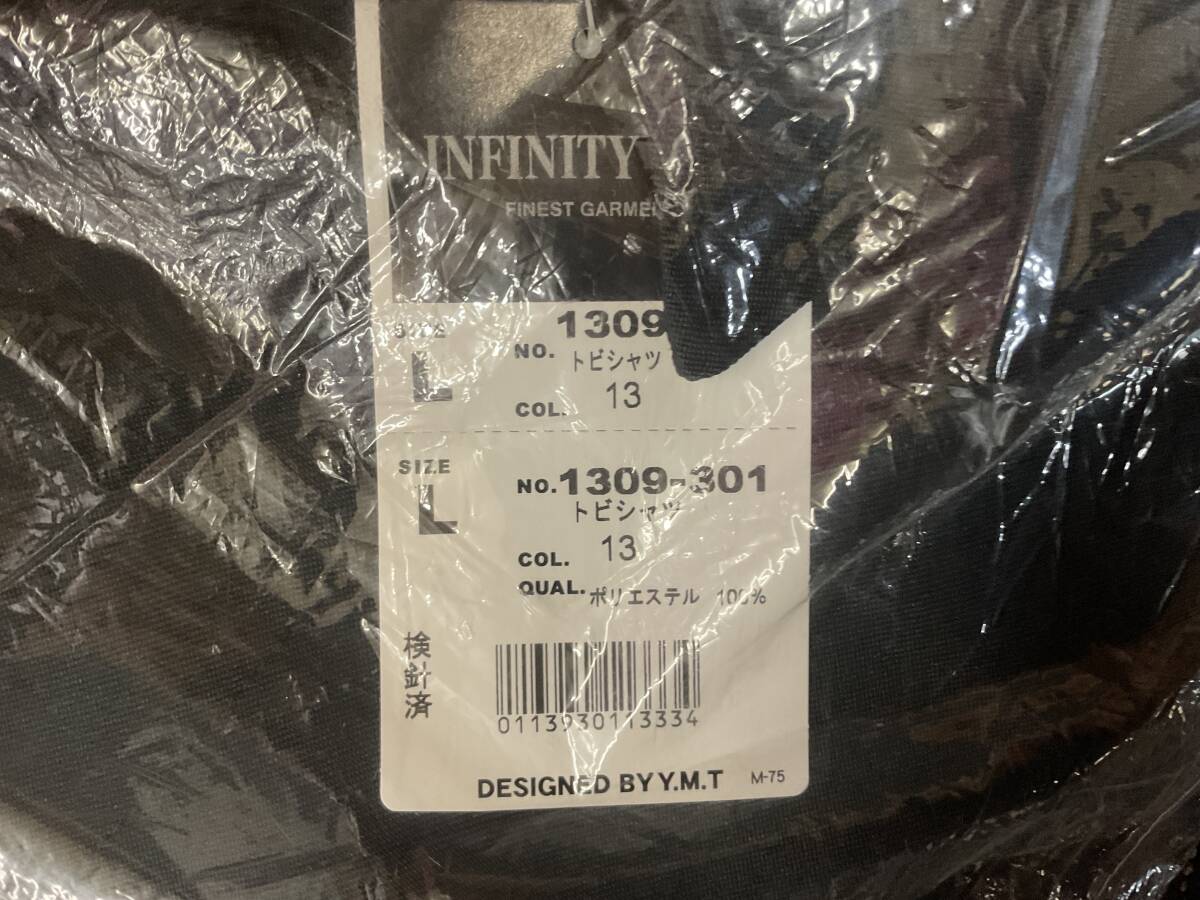 INFINITY
FINEST GARMEN
SIZE
L
NO. 1309
トビシャツ
COL. 13
SIZE
L
NO. 1309-301
トビシャツ
COL. 13
QUAL. ポリエステル 100%
検針済
0113930113334
DESIGNED BY Y.M.T
M-75